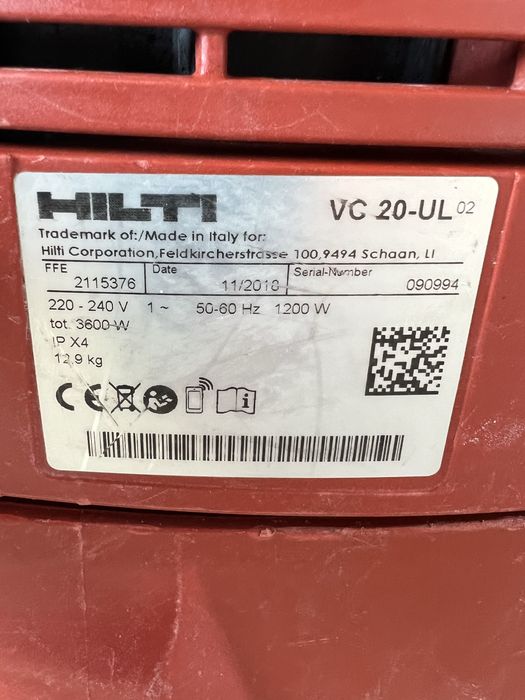 HILTI VC 20-UL 02
Trademark of:/Made in Italy for:
Hilti Corporation,Feldkircherstrasse 100,9494 Schaan, LI
FFE Date Serial-Number
2115376 11/2018 090994
220 - 240 V 1 ~ 50-60 Hz 1200 W
tot. 3600 W
IP X4
12.9 kg
CE
i